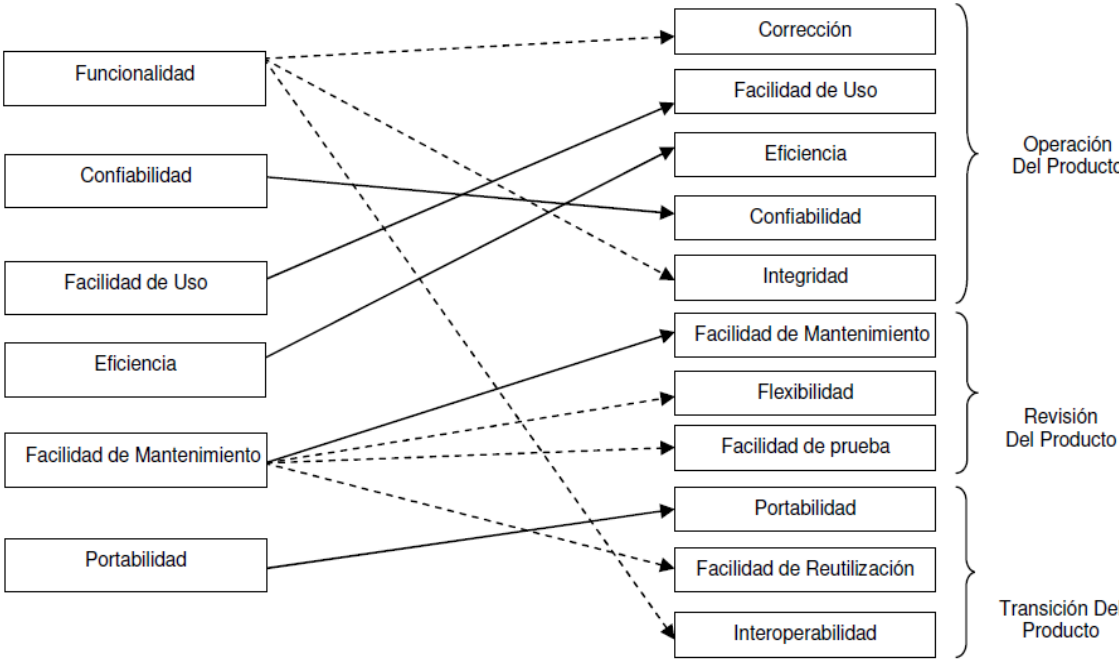 Funcionalidad
Confiabilidad
Facilidad de Uso
Eficiencia
Facilidad de Mantenimiento
Portabilidad
Corrección
Facilidad de Uso
Eficiencia
Confiabilidad
Integridad
Facilidad de Mantenimiento
Flexibilidad
Facilidad de prueba
Portabilidad
Facilidad de Reutilización
Interoperabilidad
Operación
Del Producto
Revisión
Del Producto
Transición Del
Producto